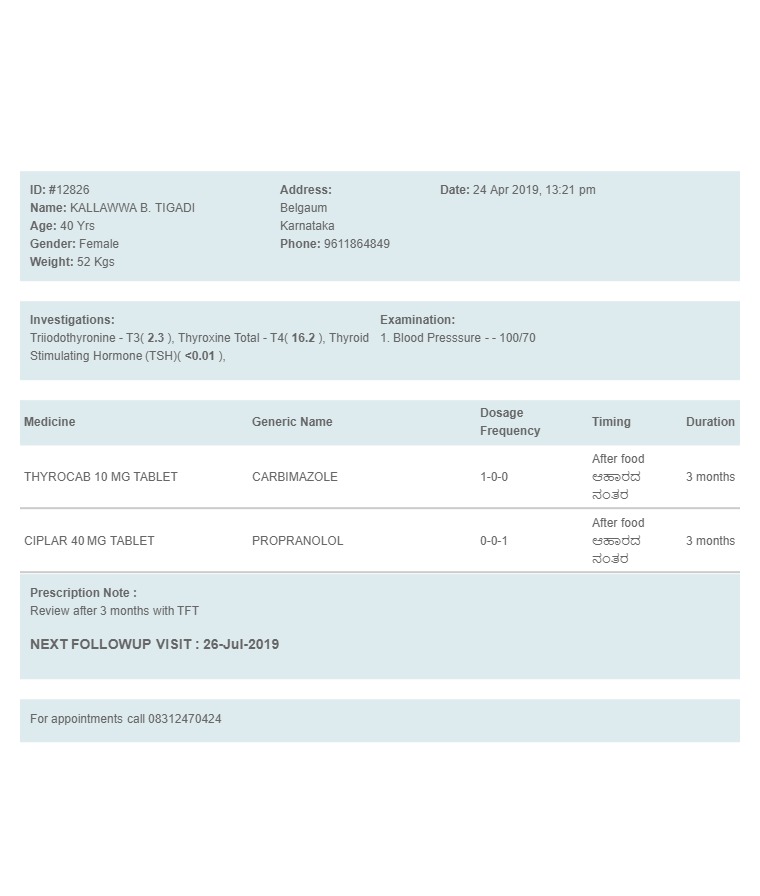 ID: #12826
Name: KALLAWWA B. TIGADI
Age: 40 Yrs
Gender: Female
Weight: 52 Kgs
Address:
Belgaum
Karnataka
Phone: 9611864849
Date: 24 Apr 2019, 13:21 pm
Investigations:
Triiodothyronine - T3( 2.3 ), Thyroxine Total - T4( 16.2 ), Thyroid
Stimulating Hormone (TSH)( <0.01 ),
Examination:
1. Blood Presssure - - 100/70
Medicine Generic Name Dosage Frequency Timing Duration
THYROCAB 10 MG TABLET CARBIMAZOLE 1-0-0 After food ಆಹಾರದ ನಂತರ 3 months
CIPLAR 40 MG TABLET PROPRANOLOL 0-0-1 After food ಆಹಾರದ ನಂತರ 3 months
Prescription Note :
Review after 3 months with TFT
NEXT FOLLOWUP VISIT : 26-Jul-2019
For appointments call 08312470424